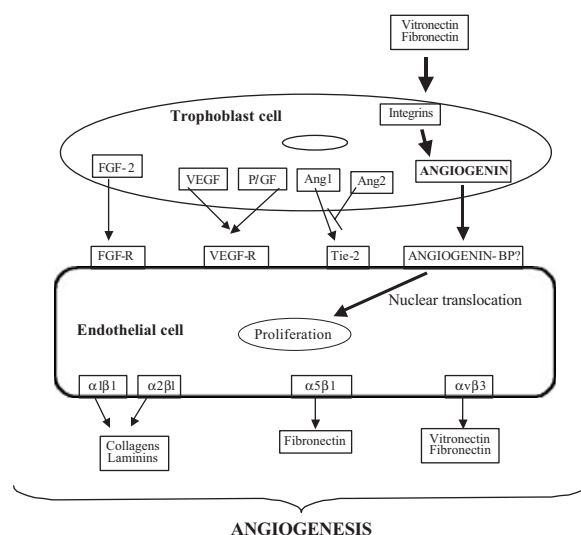 Vitronectin
Fibronectin
Integrins
Trophoblast cell
FGF-2
VEGF
PlGF
Ang1
Ang2
ANGIOGENIN
FGF-R
VEGF-R
Tie-2
ANGIOGENIN-BP?
Nuclear translocation
Endothelial cell
Proliferation
α1β1
α2β1
α5β1
αvβ3
Collagens
Laminins
Fibronectin
Vitronectin
Fibronectin
ANGIOGENESIS